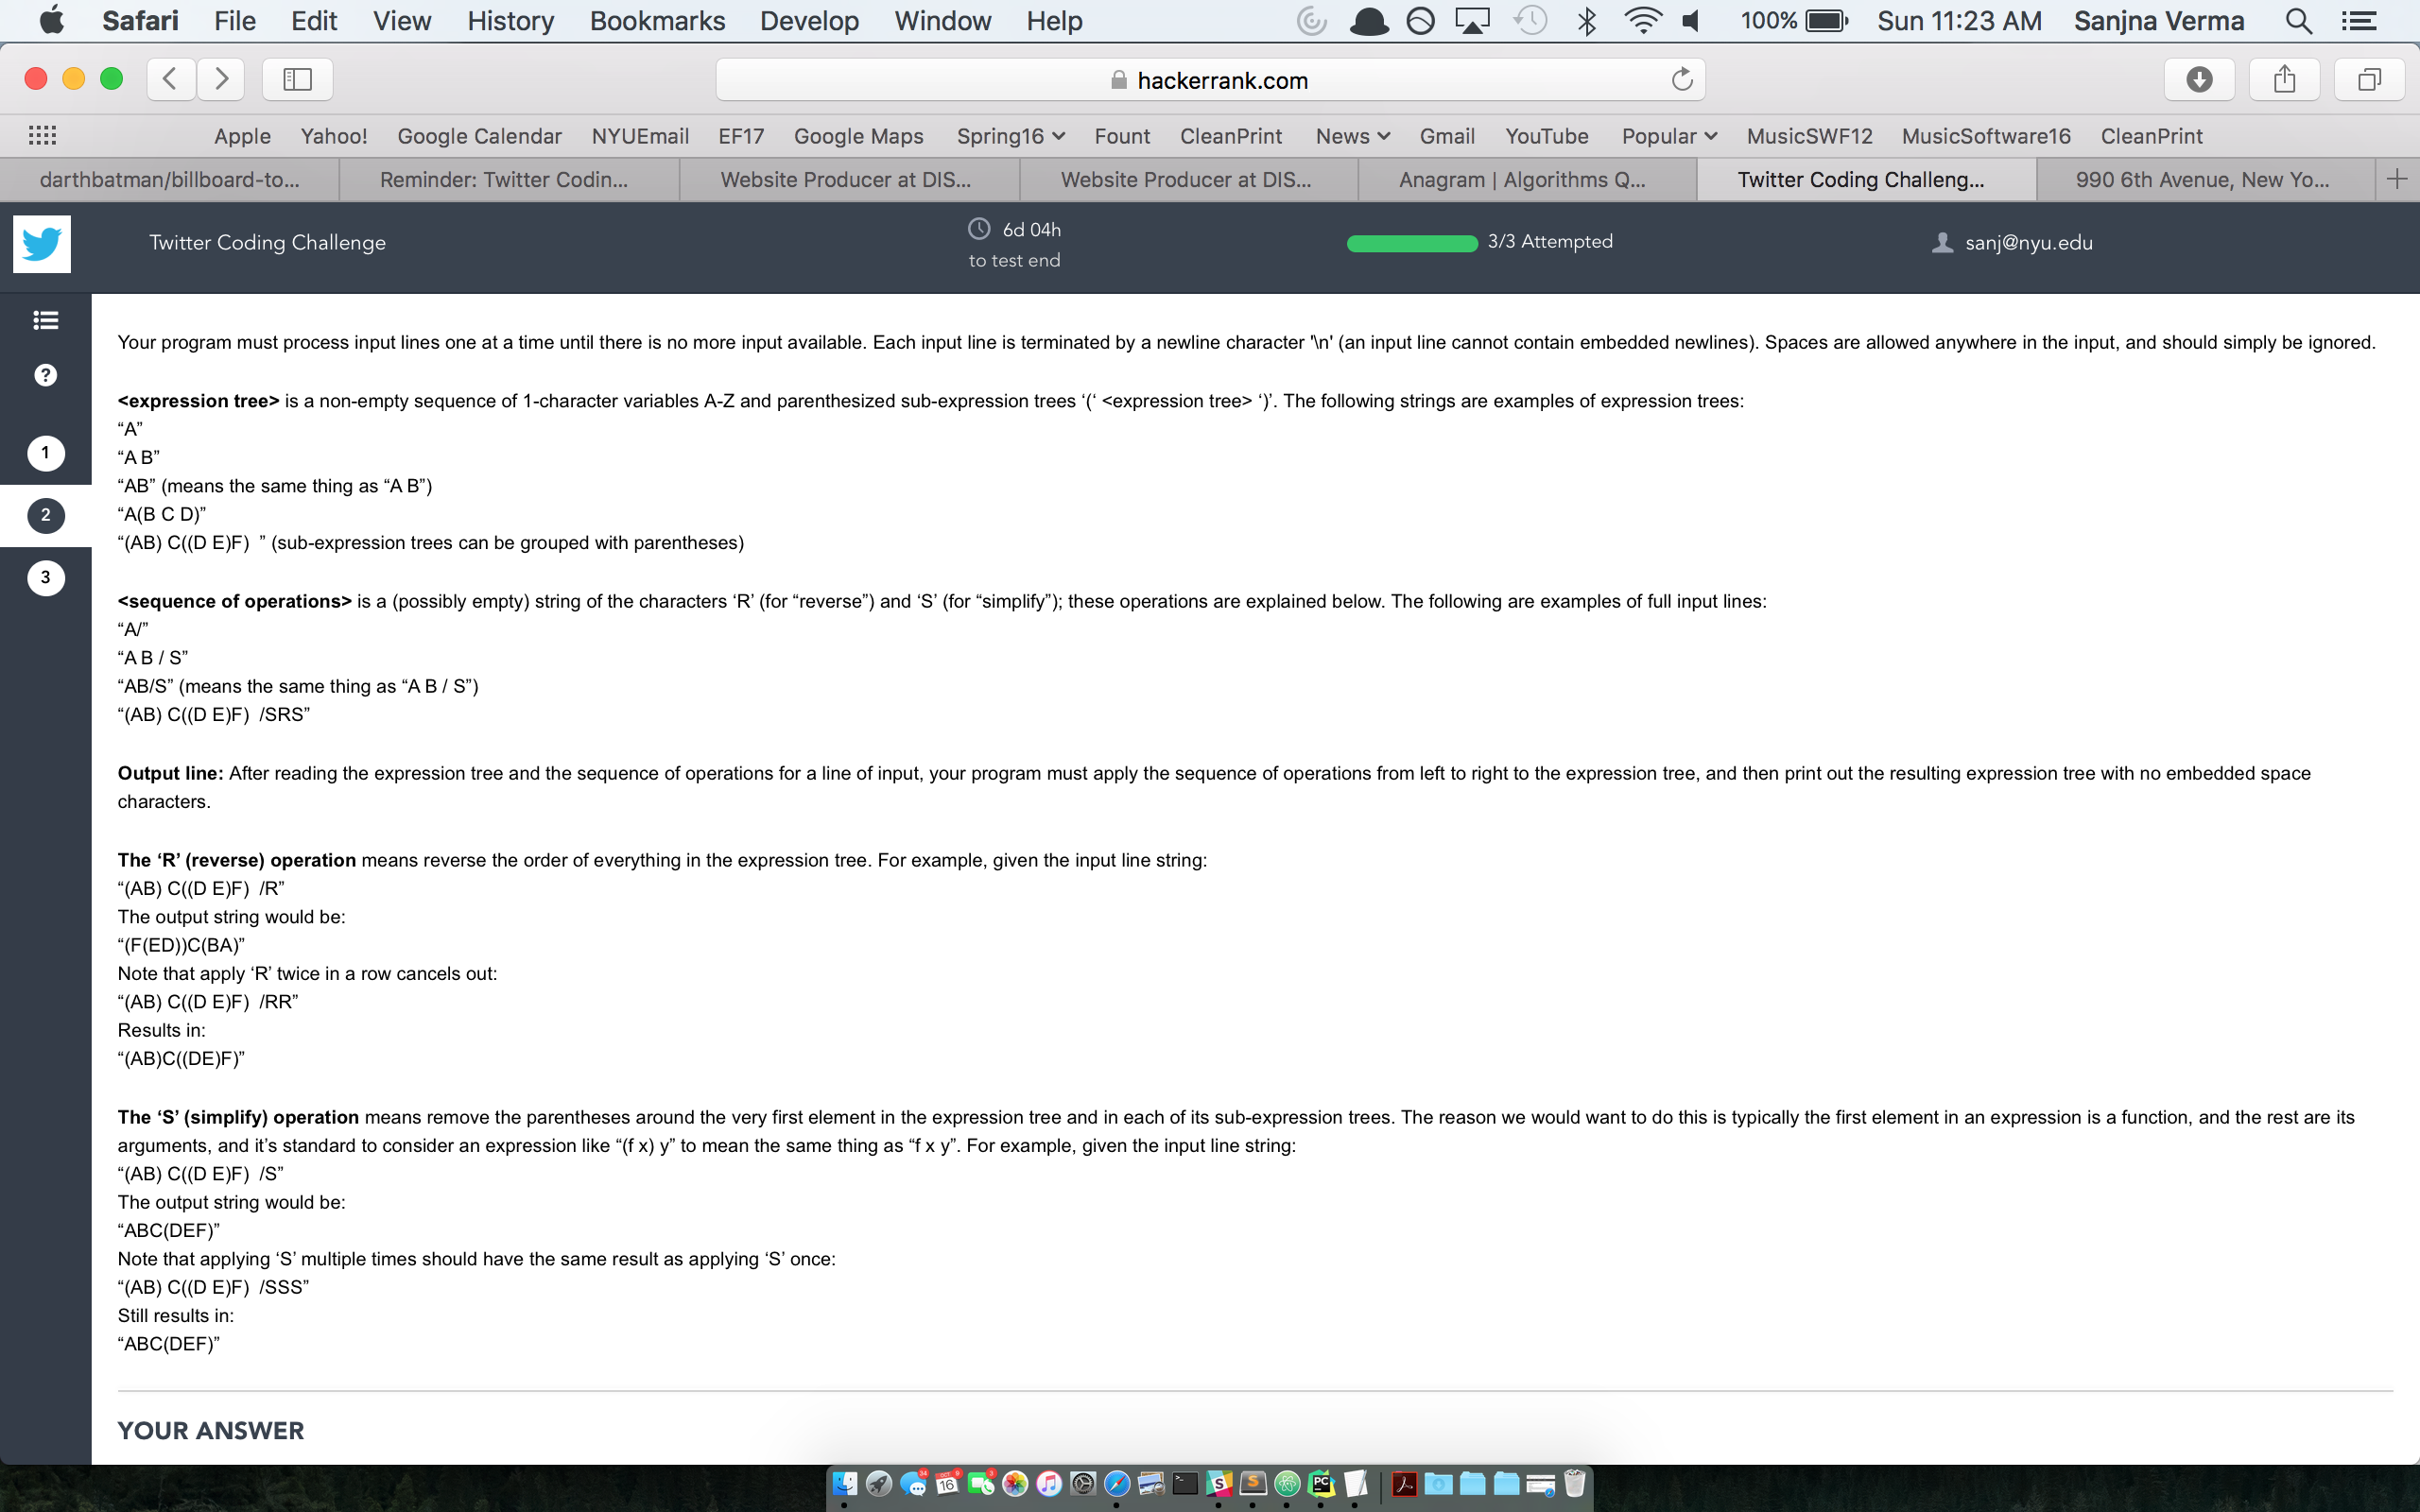 Safari File Edit View History Bookmarks Develop Window Help 100% Sun 11:23 AM Sanjna Verma
hackerrank.com
Apple Yahoo! Google Calendar NYUEmail EF17 Google Maps Spring16 Fount CleanPrint News Gmail YouTube Popular MusicSWF12 MusicSoftware16 CleanPrint
darthbatman/billboard-to... Reminder: Twitter Codin... Website Producer at DIS... Website Producer at DIS... Anagram | Algorithms Q... Twitter Coding Challeng... 990 6th Avenue, New Yo... +
Twitter Coding Challenge 6d 04h 3/3 Attempted sanj@nyu.edu
to test end
?
1
2
3
Your program must process input lines one at a time until there is no more input available. Each input line is terminated by a newline character '\n' (an input line cannot contain embedded newlines). Spaces are allowed anywhere in the input, and should simply be ignored.
<expression tree> is a non-empty sequence of 1-character variables A-Z and parenthesized sub-expression trees ‘(‘ <expression tree> ‘)’. The following strings are examples of expression trees:
“A”
“A B”
“AB” (means the same thing as “A B”)
“A(B C D)”
“(AB) C((D E)F)  ” (sub-expression trees can be grouped with parentheses)
<sequence of operations> is a (possibly empty) string of the characters ‘R’ (for “reverse”) and ‘S’ (for “simplify”); these operations are explained below. The following are examples of full input lines:
“A/”
“A B / S”
“AB/S” (means the same thing as “A B / S”)
“(AB) C((D E)F)  /SRS”
Output line: After reading the expression tree and the sequence of operations for a line of input, your program must apply the sequence of operations from left to right to the expression tree, and then print out the resulting expression tree with no embedded space
characters.
The ‘R’ (reverse) operation means reverse the order of everything in the expression tree. For example, given the input line string:
“(AB) C((D E)F)  /R”
The output string would be:
“(F(ED))C(BA)”
Note that apply ‘R’ twice in a row cancels out:
“(AB) C((D E)F)  /RR”
Results in:
“(AB)C((DE)F)”
The ‘S’ (simplify) operation means remove the parentheses around the very first element in the expression tree and in each of its sub-expression trees. The reason we would want to do this is typically the first element in an expression is a function, and the rest are its
arguments, and it’s standard to consider an expression like “(f x) y” to mean the same thing as “f x y”. For example, given the input line string:
“(AB) C((D E)F)  /S”
The output string would be:
“ABC(DEF)”
Note that applying ‘S’ multiple times should have the same result as applying ‘S’ once:
“(AB) C((D E)F)  /SSS”
Still results in:
“ABC(DEF)”
YOUR ANSWER
16 S S PC